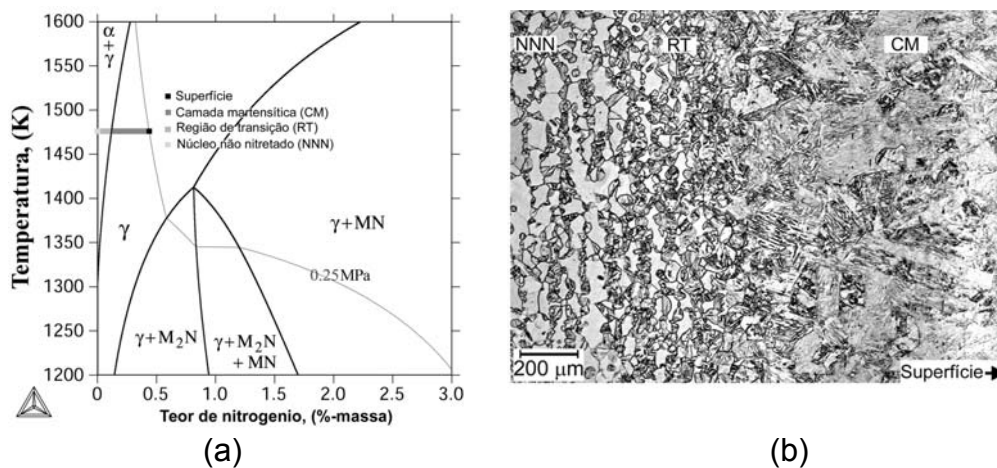 1600
1550
1500
1450
1400
1350
1300
1250
1200
Temperatura, (K)
α
+
γ
Superfície
Camada martensítica (CM)
Região de transição (RT)
Núcleo não nitretado (NNN)
γ
γ+MN
0.25MPa
γ+M2N
γ+M2N
+ MN
0 0.5 1.0 1.5 2.0 2.5 3.0
Teor de nitrogenio, (%-massa)
(a)
NNN RT CM
200 µm
Superfície
(b)